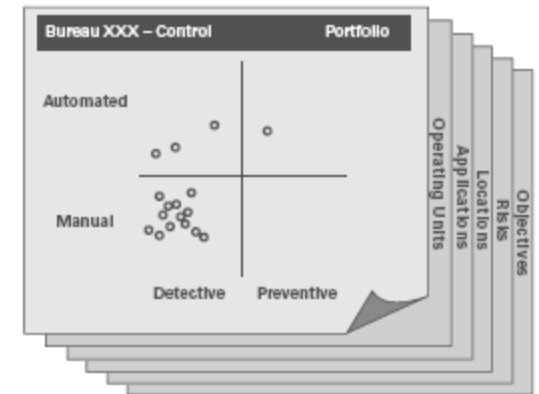 Bureau XXX – Control Portfolio
Automated
Manual
Detective Preventive
Operating Units
Applications
Locations
Risks
Objectives